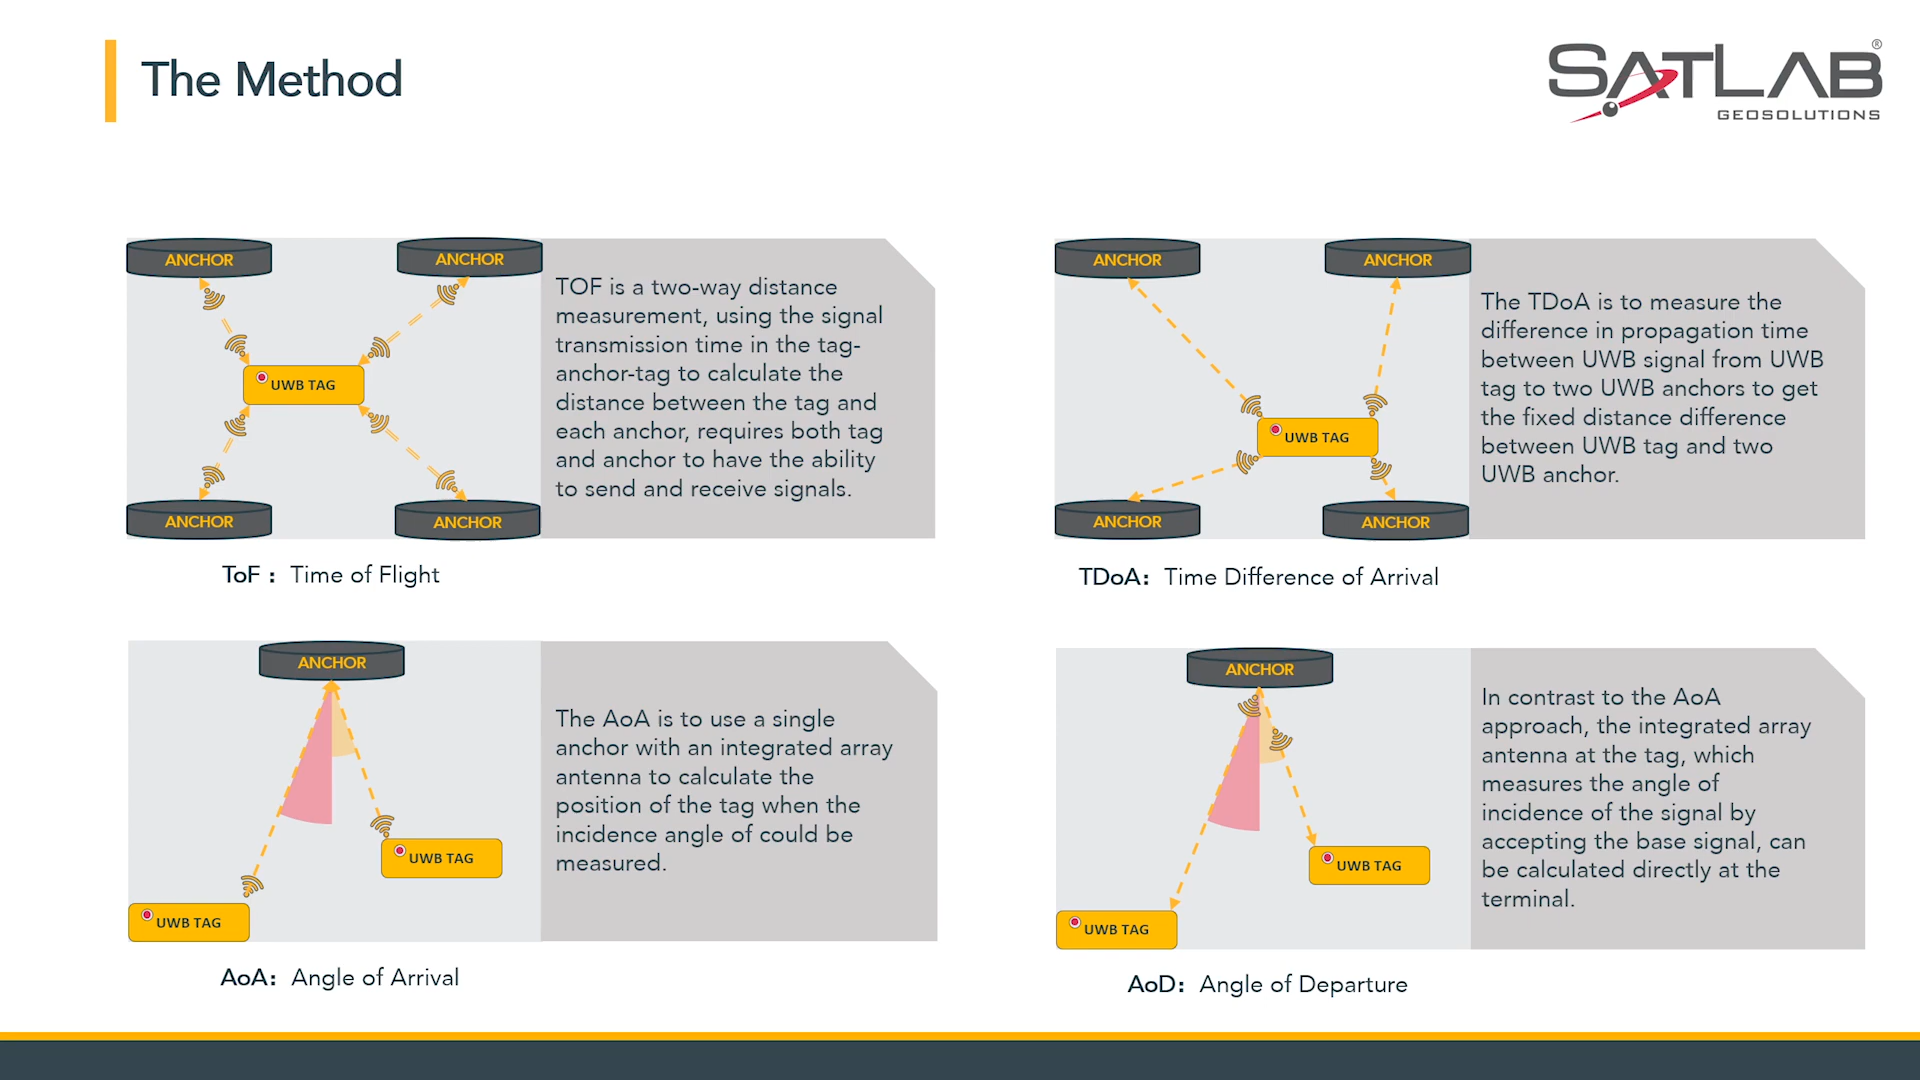 The Method
SATLAB®
GEOSOLUTIONS
ANCHOR
ANCHOR
UWB TAG
ANCHOR
ANCHOR
TOF is a two-way distance
measurement, using the signal
transmission time in the tag-
anchor-tag to calculate the
distance between the tag and
each anchor, requires both tag
and anchor to have the ability
to send and receive signals.
ToF : Time of Flight
ANCHOR
ANCHOR
UWB TAG
ANCHOR
ANCHOR
The TDoA is to measure the
difference in propagation time
between UWB signal from UWB
tag to two UWB anchors to get
the fixed distance difference
between UWB tag and two
UWB anchor.
TDoA: Time Difference of Arrival
ANCHOR
UWB TAG
UWB TAG
The AoA is to use a single
anchor with an integrated array
antenna to calculate the
position of the tag when the
incidence angle of could be
measured.
AoA: Angle of Arrival
ANCHOR
UWB TAG
UWB TAG
In contrast to the AoA
approach, the integrated array
antenna at the tag, which
measures the angle of
incidence of the signal by
accepting the base signal, can
be calculated directly at the
terminal.
AoD: Angle of Departure